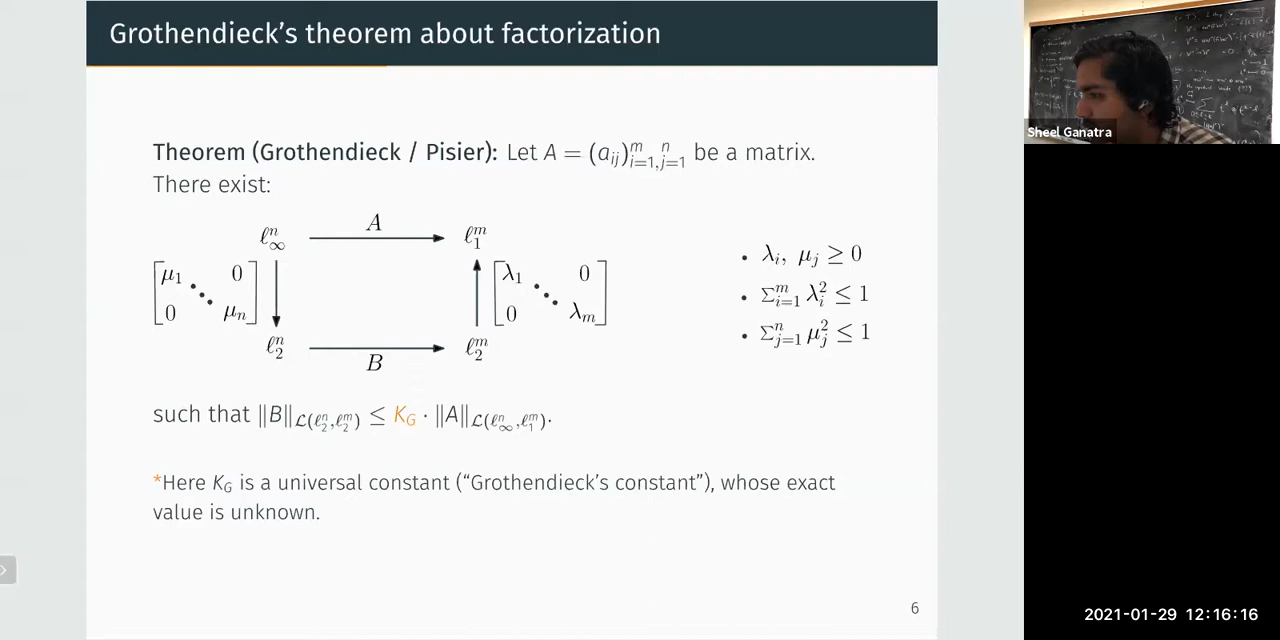 Grothendieck's theorem about factorization
Theorem (Grothendieck / Pisier): Let A = (a_{ij})_{i=1,j=1}^{m n} be a matrix.
There exist:
ℓ_∞^n A ℓ_1^m
[μ_1 ⋱ 0 0 μ_n] [λ_1 ⋱ 0 0 λ_m]
ℓ_2^n B ℓ_2^m
• λ_i, μ_j ≥ 0
• Σ_{i=1}^m λ_i^2 ≤ 1
• Σ_{j=1}^n μ_j^2 ≤ 1
such that ‖B‖_{𝓛(ℓ_2^n,ℓ_2^m)} ≤ K_G · ‖A‖_{𝓛(ℓ_∞^n,ℓ_1^m)}.
*Here K_G is a universal constant ("Grothendieck's constant"), whose exact
value is unknown.
6
Sheel Ganatra
2021-01-29 12:16:16